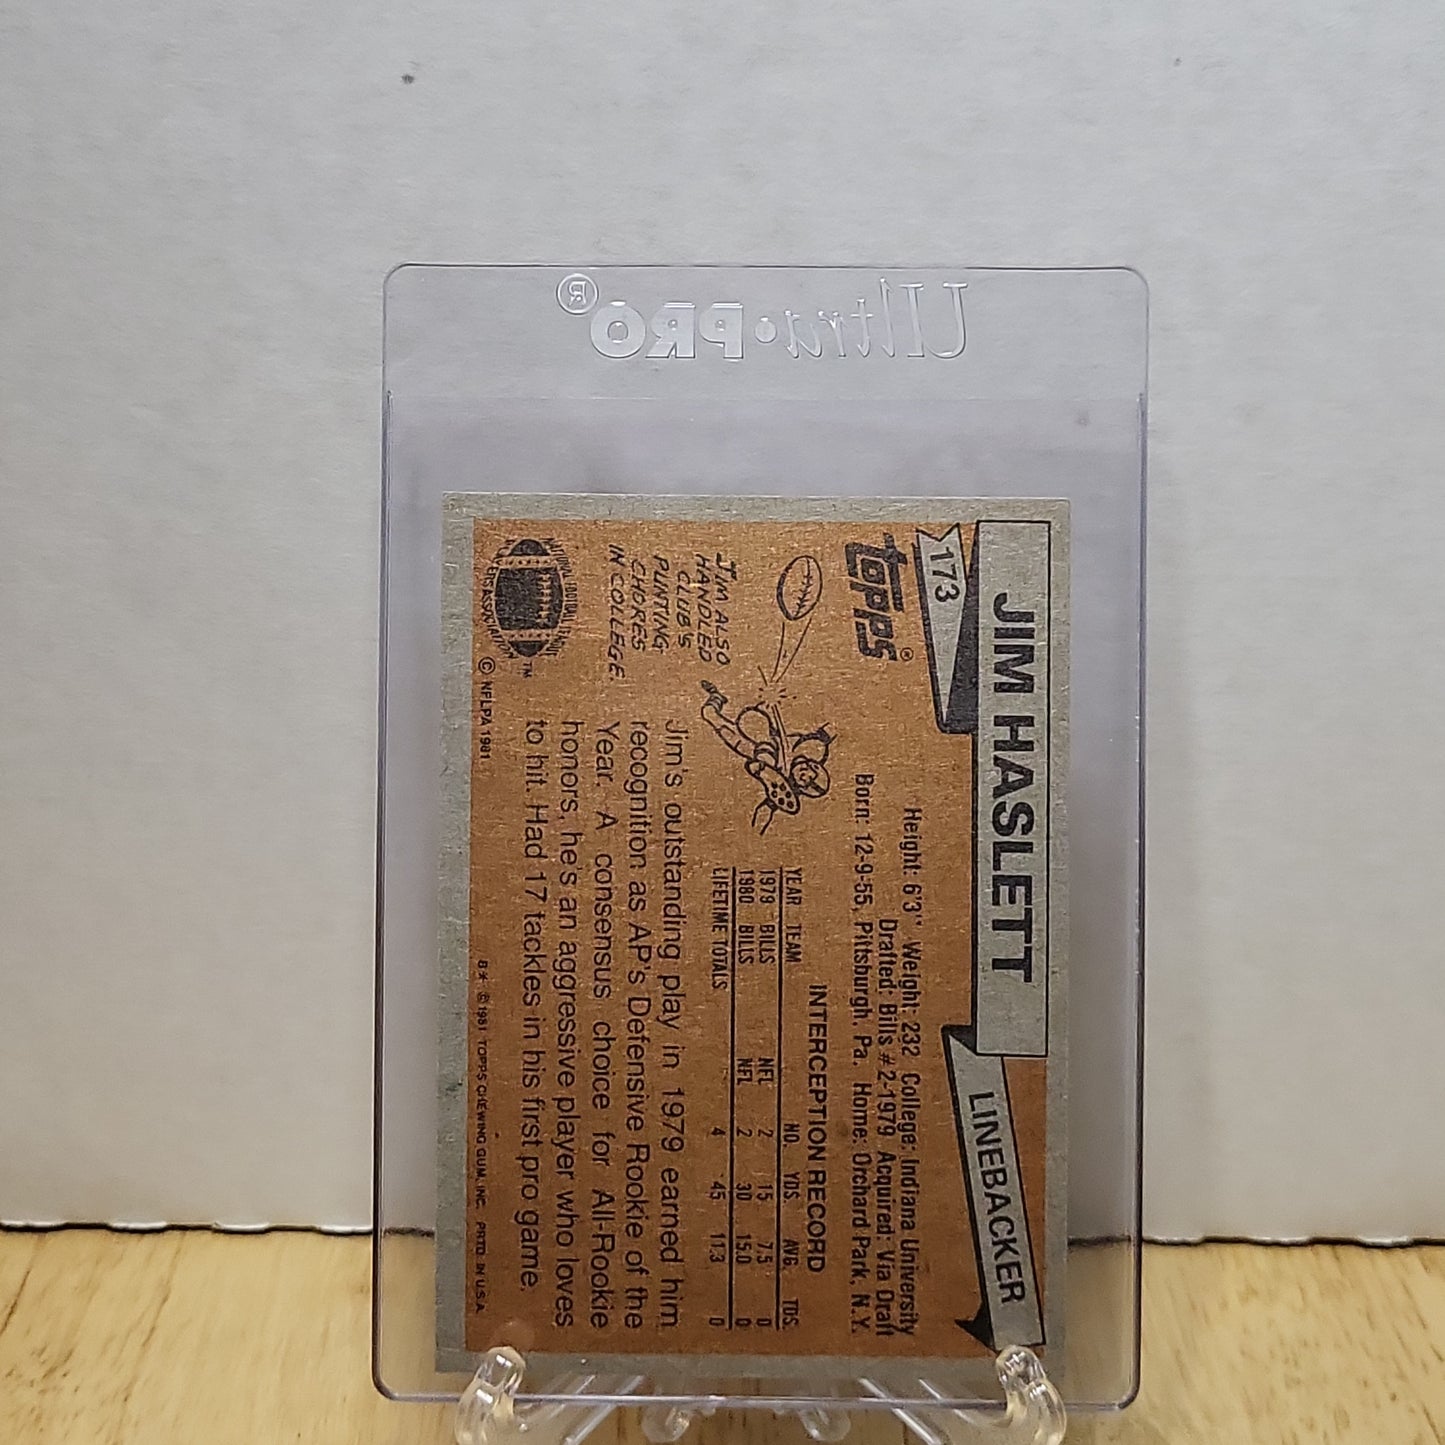 Ultra•PRO®
173
JIM HASLETT
LINEBACKER
Topps®
Height: 6'3" Weight: 232 College: Indiana University
Drafted: Bills #2-1979 Acquired: Via Draft
Born: 12-9-55, Pittsburgh, Pa. Home: Orchard Park, N.Y.
JIM ALSO
HANDLED
CLUB'S
PUNTING
CHORES
IN COLLEGE.
INTERCEPTION RECORD
YEAR TEAM NO. YDS. AVG. TDS.
1979 BILLS NFL 2 15 7.5 0
1980 BILLS NFL 2 30 15.0 0
LIFETIME TOTALS 4 45 11.3 0
Jim's outstanding play in 1979 earned him
recognition as AP's Defensive Rookie of the
Year. A consensus choice for All-Rookie
honors, he's an aggressive player who loves
to hit. Had 17 tackles in his first pro game.
NATIONAL FOOTBALL LEAGUE
PLAYERS ASSOCIATION
TM
© NFLPA 1981
B* © 1981 TOPPS CHEWING GUM, INC. PRTD. IN U.S.A.